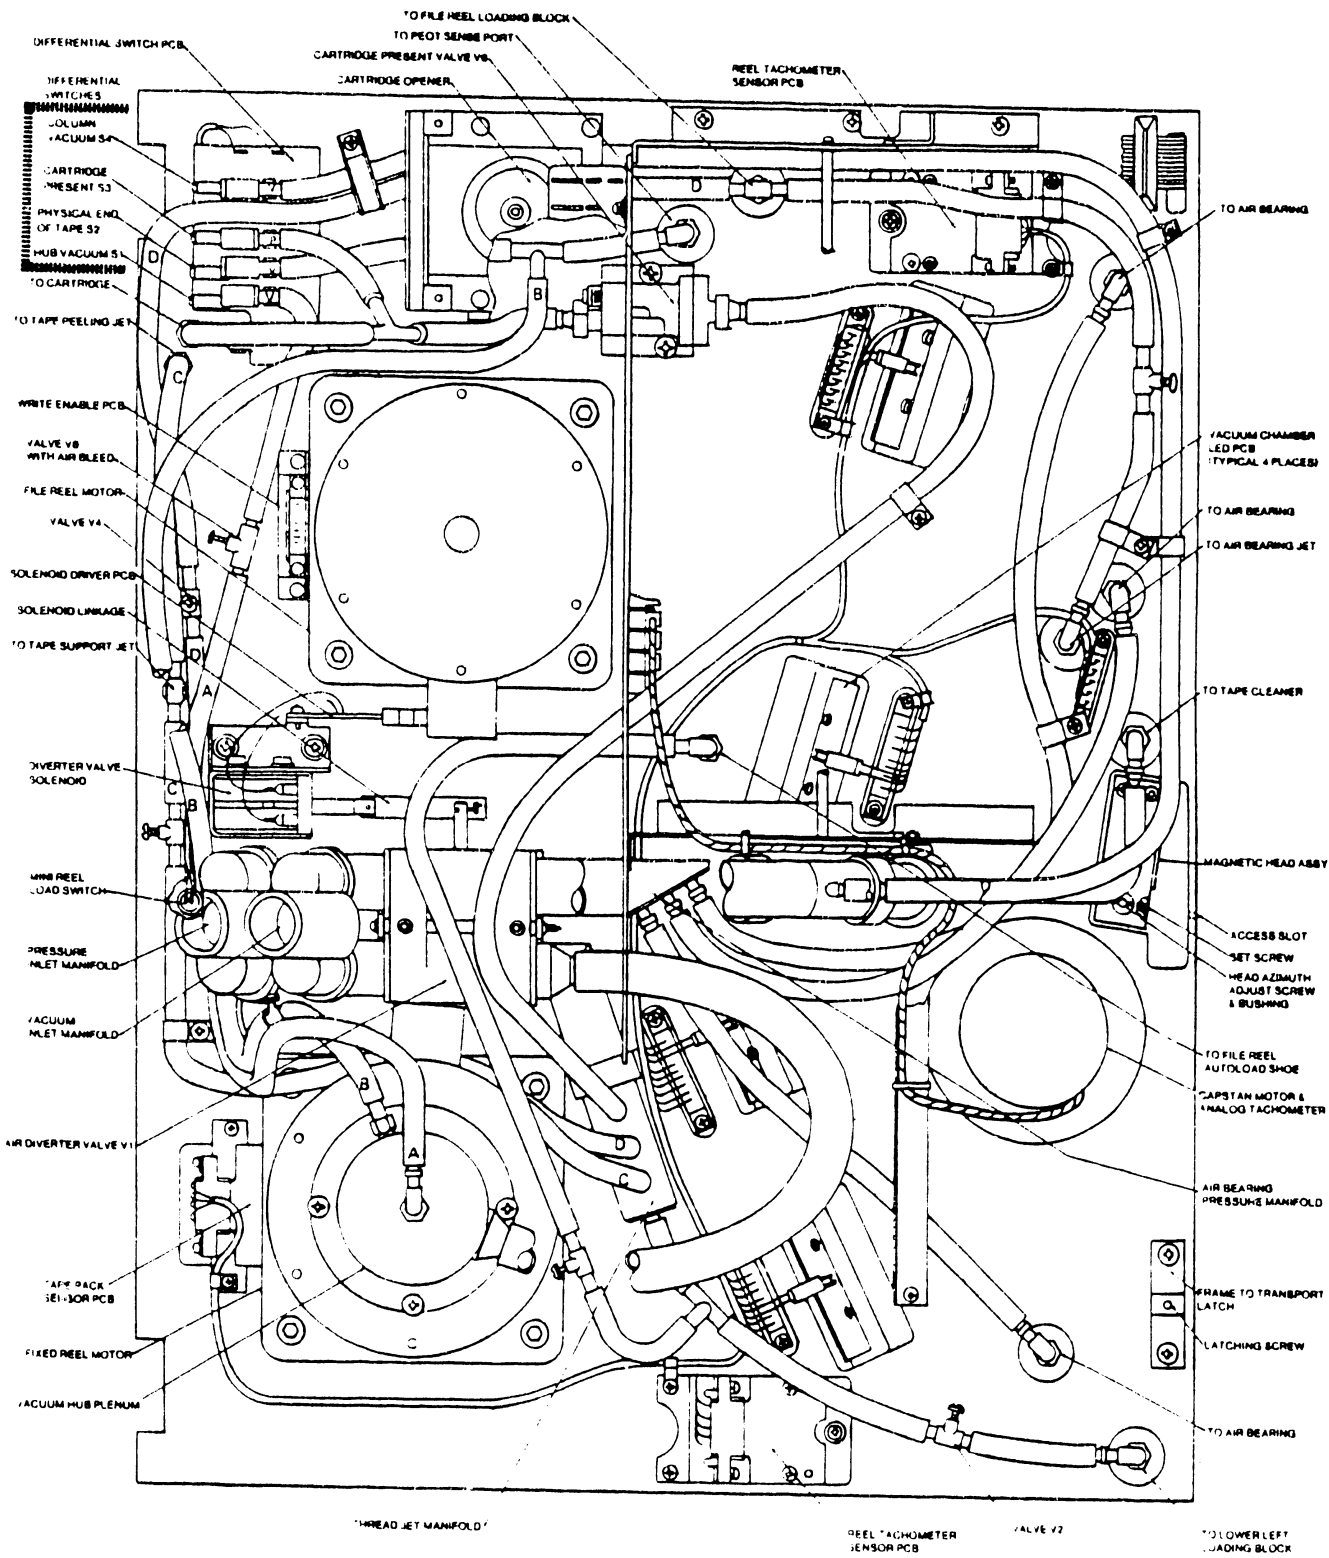 TO FILE REEL LOADING BLOCK
TO PEOT SENSE PORT
CARTRIDGE PRESENT VALVE V6
CARTRIDGE OPENER
REEL TACHOMETER
SENSOR PCB
DIFFERENTIAL SWITCH PCB
DIFFERENTIAL
SWITCHES
COLUMN
VACUUM S4
CARTRIDGE
PRESENT S3
PHYSICAL END
OF TAPE S2
HUB VACUUM S1
TO CARTRIDGE
TO TAPE PEELING JET
WRITE ENABLE PCB
WITH AIR BLEED
FILE REEL MOTOR
VALVE V4
SOLENOID DRIVER PCB
SOLENOID LINKAGE
TO TAPE SUPPORT JET
DIVERTER VALVE
SOLENOID
MINI REEL
LOAD SWITCH
PRESSURE
INLET MANIFOLD
VACUUM
INLET MANIFOLD
AIR DIVERTER VALVE V1
TAPE PACK
SENSOR PCB
FIXED REEL MOTOR
VACUUM HUB PLENUM
TO AIR BEARING
VACUUM CHAMBER
LED PCB
(TYPICAL 4 PLACES)
TO AIR BEARING
TO AIR BEARING JET
TO TAPE CLEANER
MAGNETIC HEAD ASSY
ACCESS SLOT
SET SCREW
HEAD AZIMUTH
ADJUST SCREW
& BUSHING
TO FILE REEL
AUTOLOAD SHOE
CAPSTAN MOTOR &
ANALOG TACHOMETER
AIR BEARING
PRESSURE MANIFOLD
FRAME TO TRANSPORT
LATCH
LATCHING SCREW
TO AIR BEARING
THREAD JET MANIFOLD
REEL TACHOMETER
SENSOR PCB
VALVE V2
TO LOWER LEFT
LOADING BLOCK
D
D
B
C
D
A
C
B
B
A
D
C